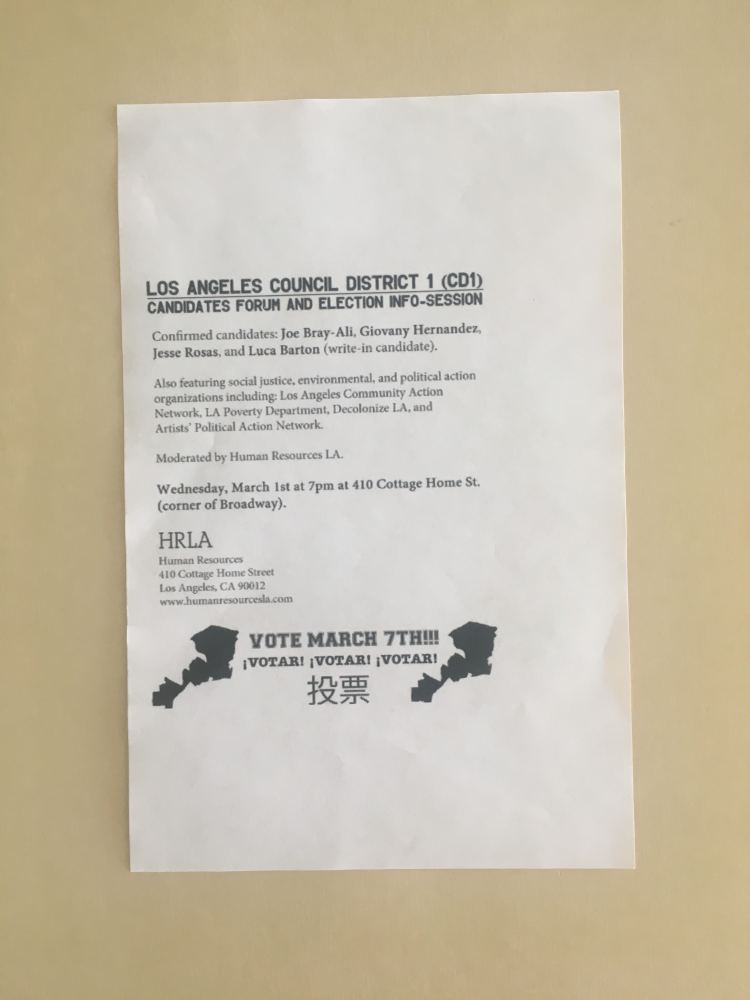 LOS ANGELES COUNCIL DISTRICT 1 (CD1)
CANDIDATES FORUM AND ELECTION INFO-SESSION
Confirmed candidates: Joe Bray-Ali, Giovany Hernandez,
Jesse Rosas, and Luca Barton (write-in candidate).
Also featuring social justice, environmental, and political action
organizations including: Los Angeles Community Action
Network, LA Poverty Department, Decolonize LA, and
Artists' Political Action Network.
Moderated by Human Resources LA.
Wednesday, March 1st at 7pm at 410 Cottage Home St.
(corner of Broadway).
HRLA
Human Resources
410 Cottage Home Street
Los Angeles, CA 90012
www.humanresourcesla.com
VOTE MARCH 7TH!!!
¡VOTAR! ¡VOTAR! ¡VOTAR!
投票